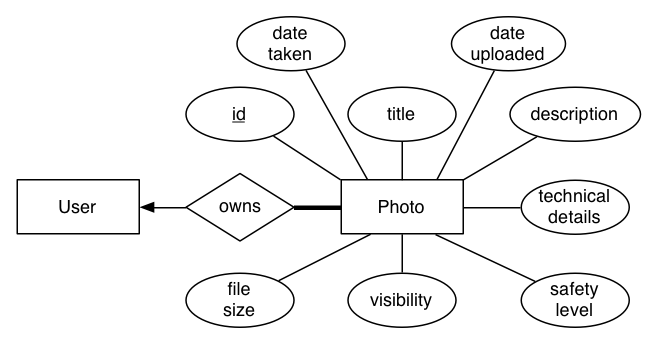 date
taken
date
uploaded
id
title
description
User
owns
Photo
technical
details
file
size
visibility
safety
level